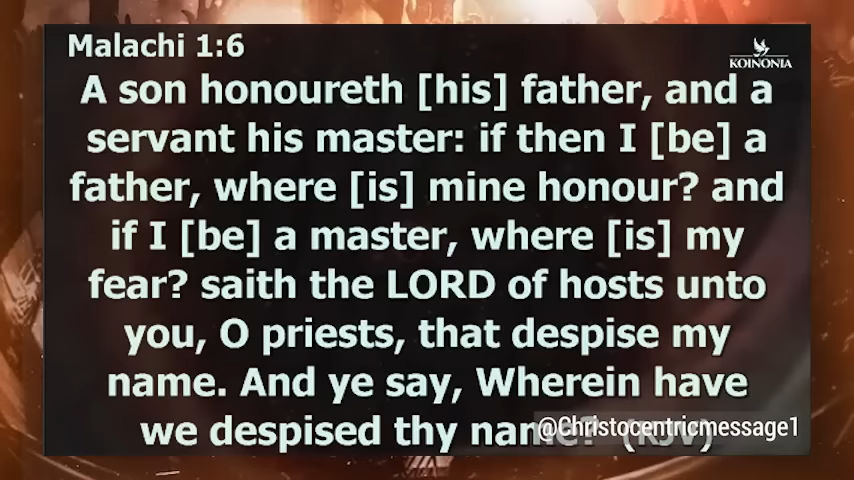 Malachi 1:6
KOINONIA
A son honoureth [his] father, and a
servant his master: if then I [be] a
father, where [is] mine honour? and
if I [be] a master, where [is] my
fear? saith the LORD of hosts unto
you, O priests, that despise my
name. And ye say, Wherein have
we despised thy name? (KJV)
@Christocentricmessage1